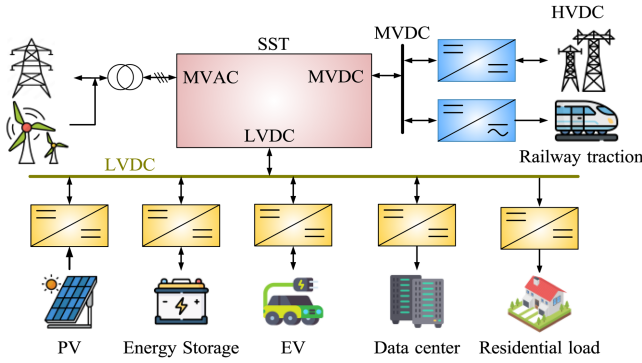 HVDC
SST
MVDC
MVAC
MVDC
LVDC
Railway traction
LVDC
PV
Energy Storage
EV
Data center
Residential load